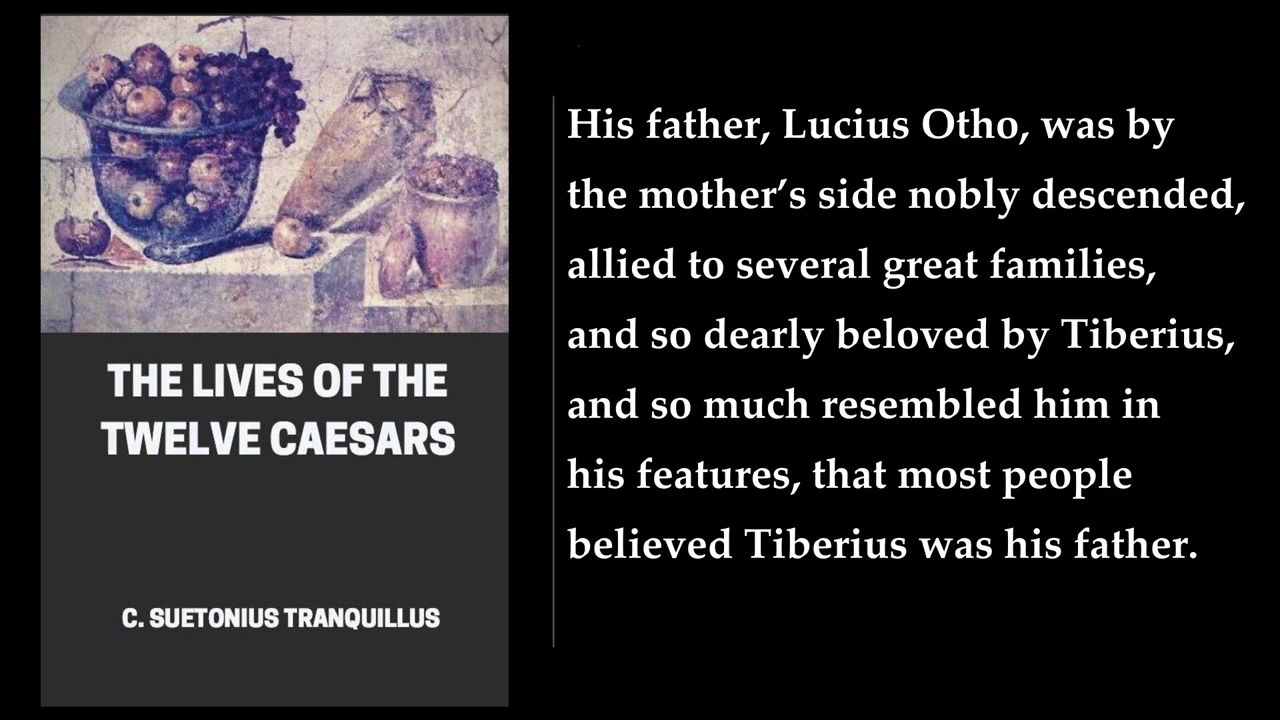 THE LIVES OF THE
TWELVE CAESARS
C. SUETONIUS TRANQUILLUS
His father, Lucius Otho, was by
the mother’s side nobly descended,
allied to several great families,
and so dearly beloved by Tiberius,
and so much resembled him in
his features, that most people
believed Tiberius was his father.